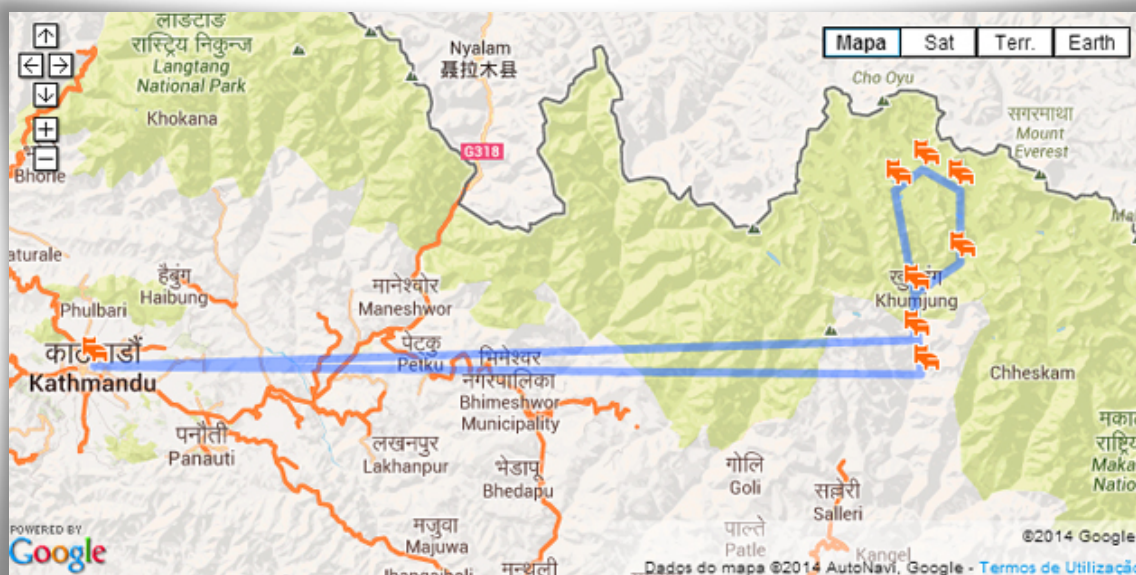 लाङटाङ
राष्ट्रिय निकुन्ज
Langtang
National Park
Khokana
Nyalam
聂拉木县
G318
Mapa
Sat
Terr.
Earth
Cho Oyu
सगरमाथा
Mount
Everest
Bhorle
aturale
Phulbari
हैबुंग
Haibung
मानेश्वोर
Maneshwor
Khumjung
Kathmandu
पेटकु
Petku
भिमेश्वर
नगरपालिका
Bhimeshwor
Municipality
Chheskam
पनौती
Panauti
लखनपुर
Lakhanpur
भेडापू
Bhedapu
गोलि
Goli
सल्लेरी
Salleri
मजुवा
Majuwa
पाल्ते
Patle
Kangel
मन्थली
POWERED BY
Google
©2014 Google
Dados do mapa ©2014 AutoNavi, Google - Termos de Utilização